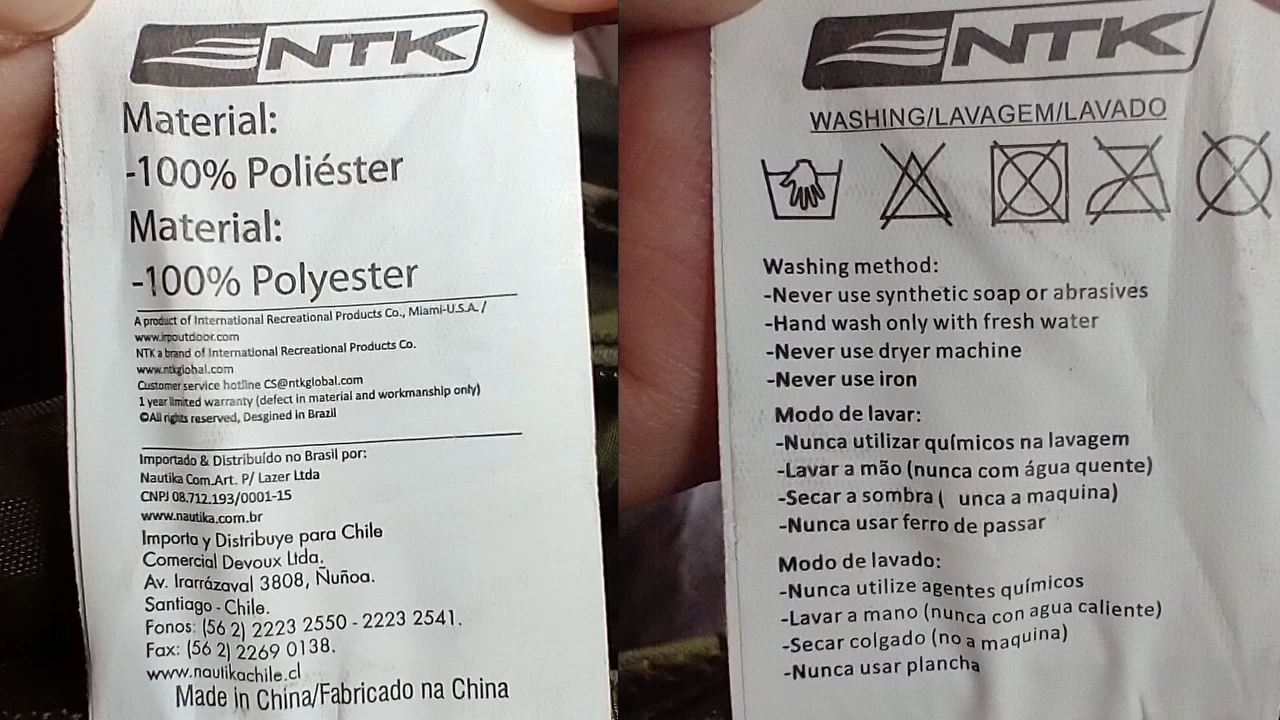 NTK
Material:
-100% Poliéster
Material:
-100% Polyester
A product of International Recreational Products Co., Miami-U.S.A. /
www.irpoutdoor.com
NTK a brand of International Recreational Products Co.
www.ntkglobal.com
Customer service hotline CS@ntkglobal.com
1 year limited warranty (defect in material and workmanship only)
©All rights reserved, Desgined in Brazil
Importado & Distribuído no Brasil por:
Nautika Com.Art. P/ Lazer Ltda
CNPJ 08.712.193/0001-15
www.nautika.com.br
Importa y Distribuye para Chile
Comercial Devoux Ltda.
Av. Irarrázaval 3808, Ñuñoa.
Santiago - Chile.
Fonos: (56 2) 2223 2550 - 2223 2541.
Fax: (56 2) 2269 0138.
www.nautikachile.cl
Made in China/Fabricado na China
NTK
WASHING/LAVAGEM/LAVADO
Washing method:
-Never use synthetic soap or abrasives
-Hand wash only with fresh water
-Never use dryer machine
-Never use iron
Modo de lavar:
-Nunca utilizar químicos na lavagem
-Lavar a mão (nunca com água quente)
-Secar a sombra ( unca a maquina)
-Nunca usar ferro de passar
Modo de lavado:
-Nunca utilize agentes químicos
-Lavar a mano (nunca con agua caliente)
-Secar colgado (no a maquina)
-Nunca usar plancha